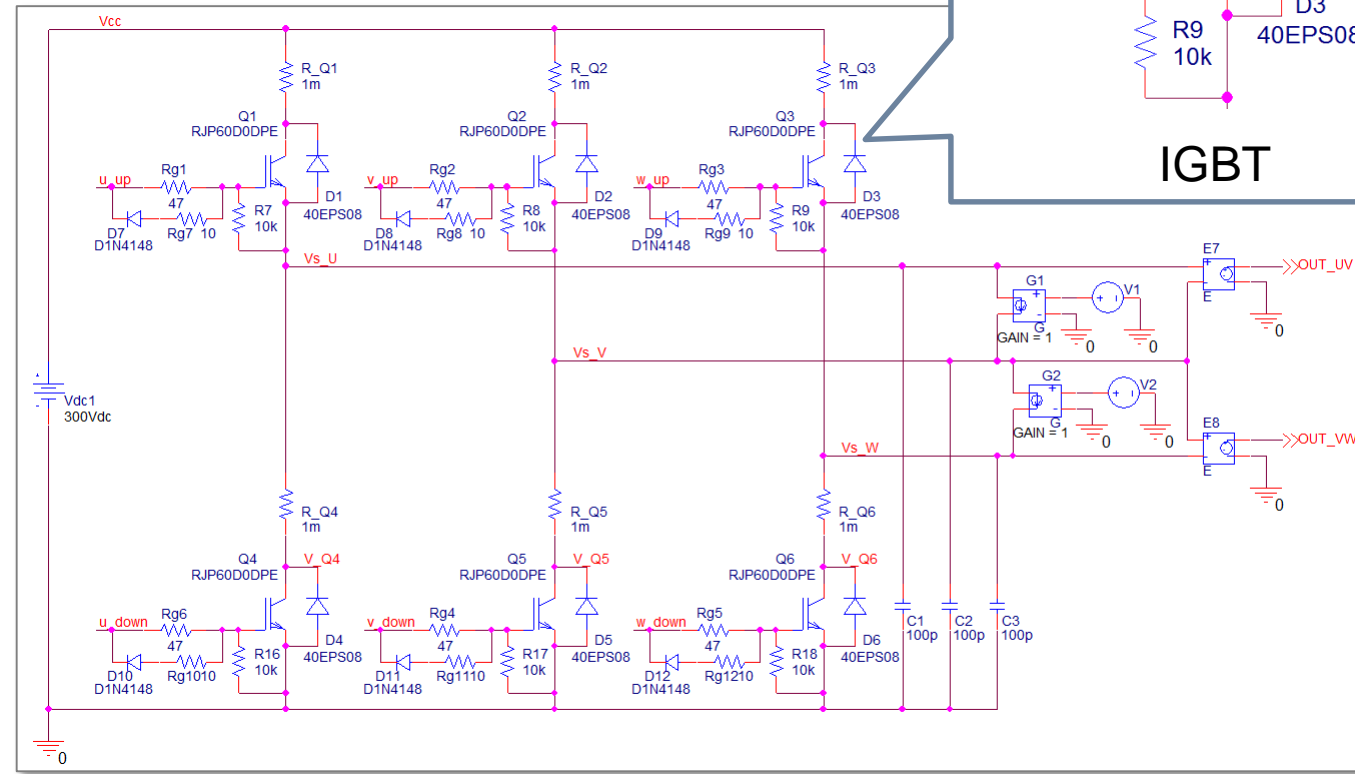 Vcc
D3
R9
10k
40EPS08
IGBT
R_Q1
1m
R_Q2
1m
R_Q3
1m
Q1
RJP60D0DPE
Q2
RJP60D0DPE
Q3
RJP60D0DPE
u_up
Rg1
47
D7
D1N4148
Rg7 10
R7
10k
D1
40EPS08
v_up
Rg2
47
D8
D1N4148
Rg8 10
R8
10k
D2
40EPS08
w_up
Rg3
47
D9
D1N4148
Rg9 10
R9
10k
D3
40EPS08
Vs_U
E7
E
OUT_UV
0
G1
G
GAIN = 1
0
V1
0
Vs_V
G2
G
GAIN = 1
0
V2
0
E8
E
OUT_VW
0
Vs_W
Vdc1
300Vdc
R_Q4
1m
R_Q5
1m
R_Q6
1m
Q4
RJP60D0DPE
V_Q4
Q5
RJP60D0DPE
V_Q5
Q6
RJP60D0DPE
V_Q6
u_down
Rg6
47
D10
D1N4148
Rg1010
R16
10k
D4
40EPS08
v_down
Rg4
47
D11
D1N4148
Rg1110
R17
10k
D5
40EPS08
w_down
Rg5
47
D12
D1N4148
Rg1210
R18
10k
D6
40EPS08
C1
100p
C2
100p
C3
100p
0